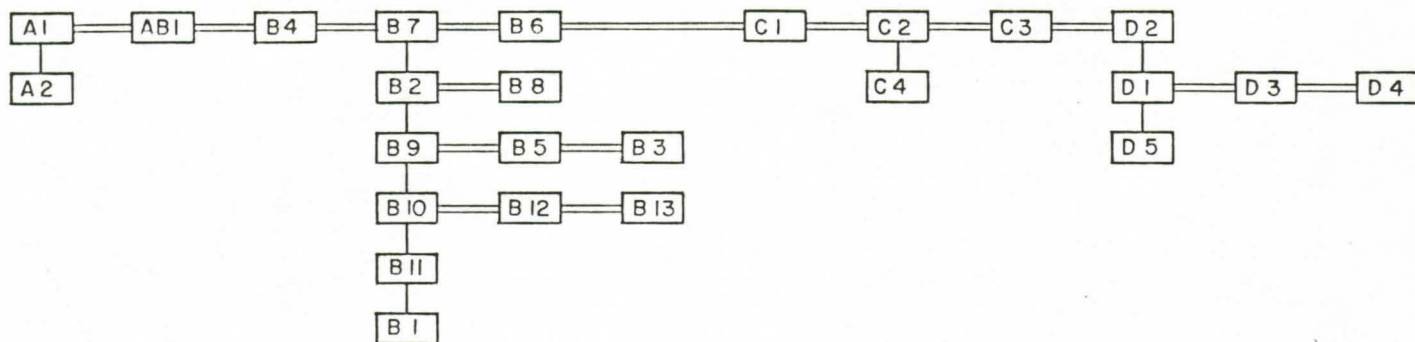 A1 AB1 B4 B7 B6 C1 C2 C3 D2
A2 B2 B8 C4 D1 D3 D4
B9 B5 B3 D5
B10 B12 B13
B11
B1